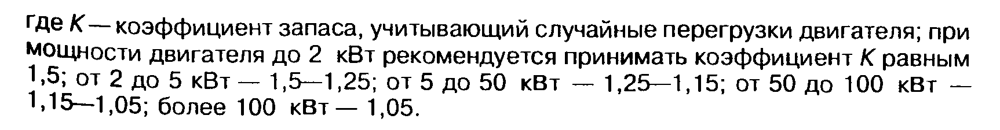 где К — коэффициент запаса, учитывающий случайные перегрузки двигателя; при
мощности двигателя до 2 кВт рекомендуется принимать коэффициент К равным
1,5; от 2 до 5 кВт — 1,5—1,25; от 5 до 50 кВт — 1,25—1,15; от 50 до 100 кВт —
1,15—1,05; более 100 кВт — 1,05.